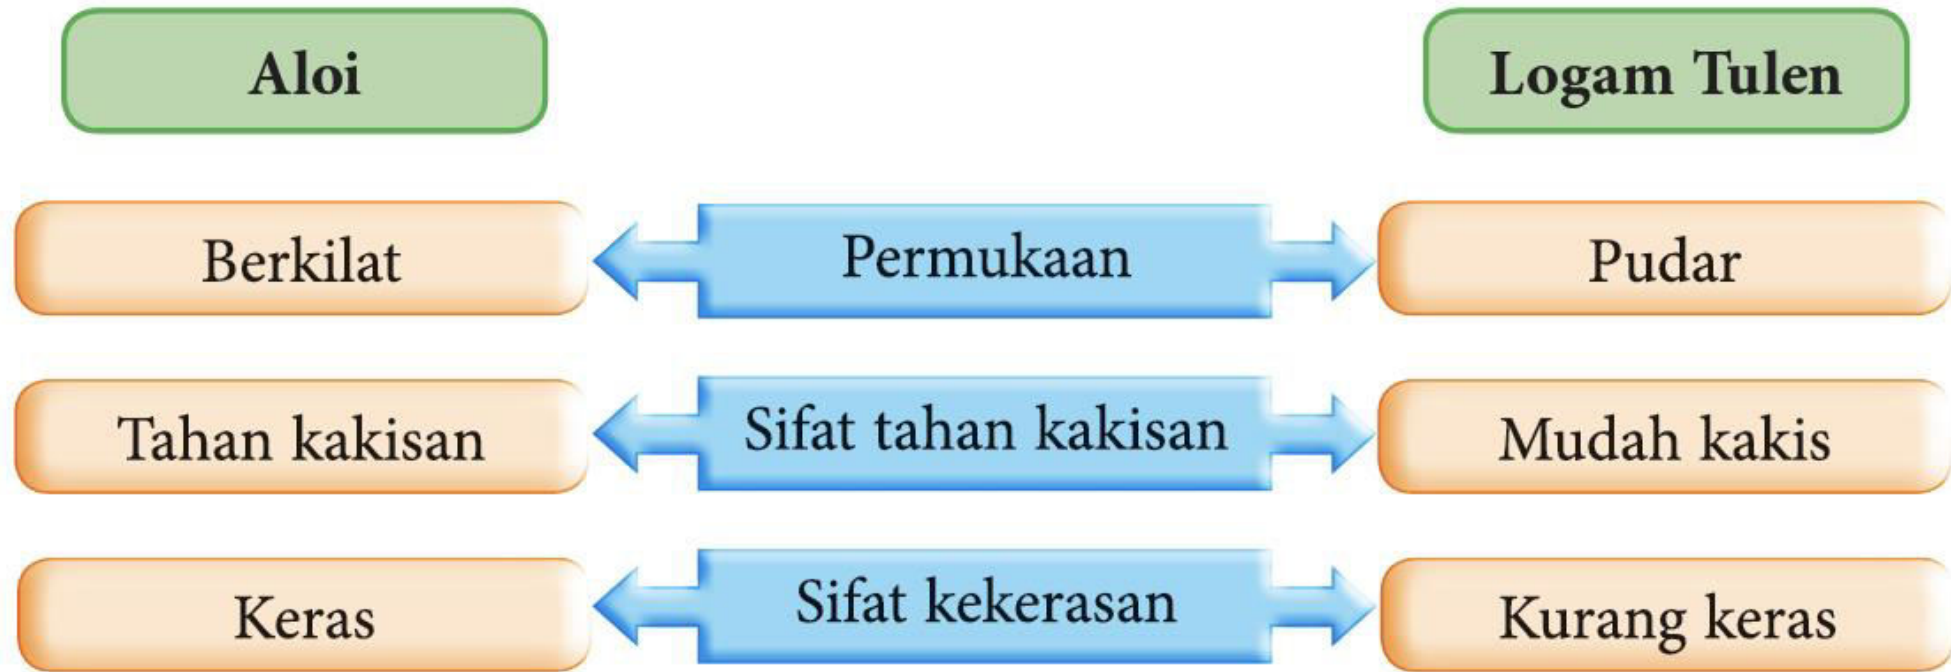 Aloi
Logam Tulen
Berkilat
Permukaan
Pudar
Tahan kakisan
Sifat tahan kakisan
Mudah kakis
Keras
Sifat kekerasan
Kurang keras